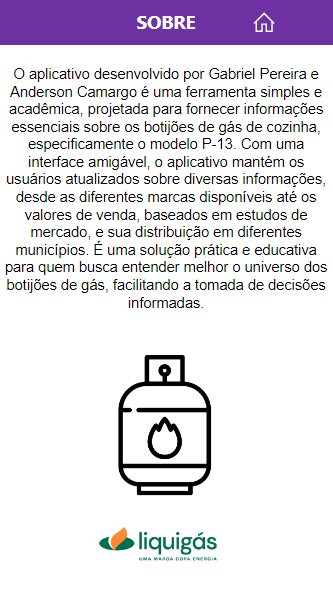 SOBRE
O aplicativo desenvolvido por Gabriel Pereira e
Anderson Camargo é uma ferramenta simples e
acadêmica, projetada para fornecer informações
essenciais sobre os botijões de gás de cozinha,
especificamente o modelo P-13. Com uma
interface amigável, o aplicativo mantém os
usuários atualizados sobre diversas informações,
desde as diferentes marcas disponíveis até os
valores de venda, baseados em estudos de
mercado, e sua distribuição em diferentes
municípios. É uma solução prática e educativa
para quem busca entender melhor o universo dos
botijões de gás, facilitando a tomada de decisões
informadas.
liquigás
UMA MARCA COPA ENERGIA